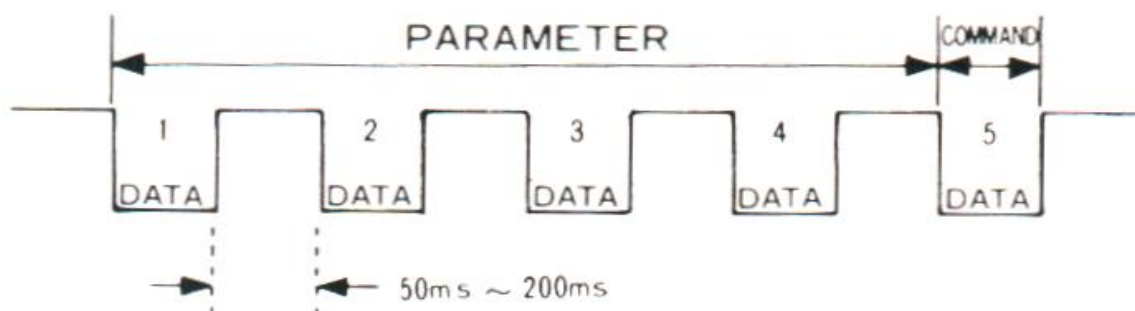 PARAMETER
COMMAND
1 2 3 4 5
DATA DATA DATA DATA DATA
50ms ~ 200ms